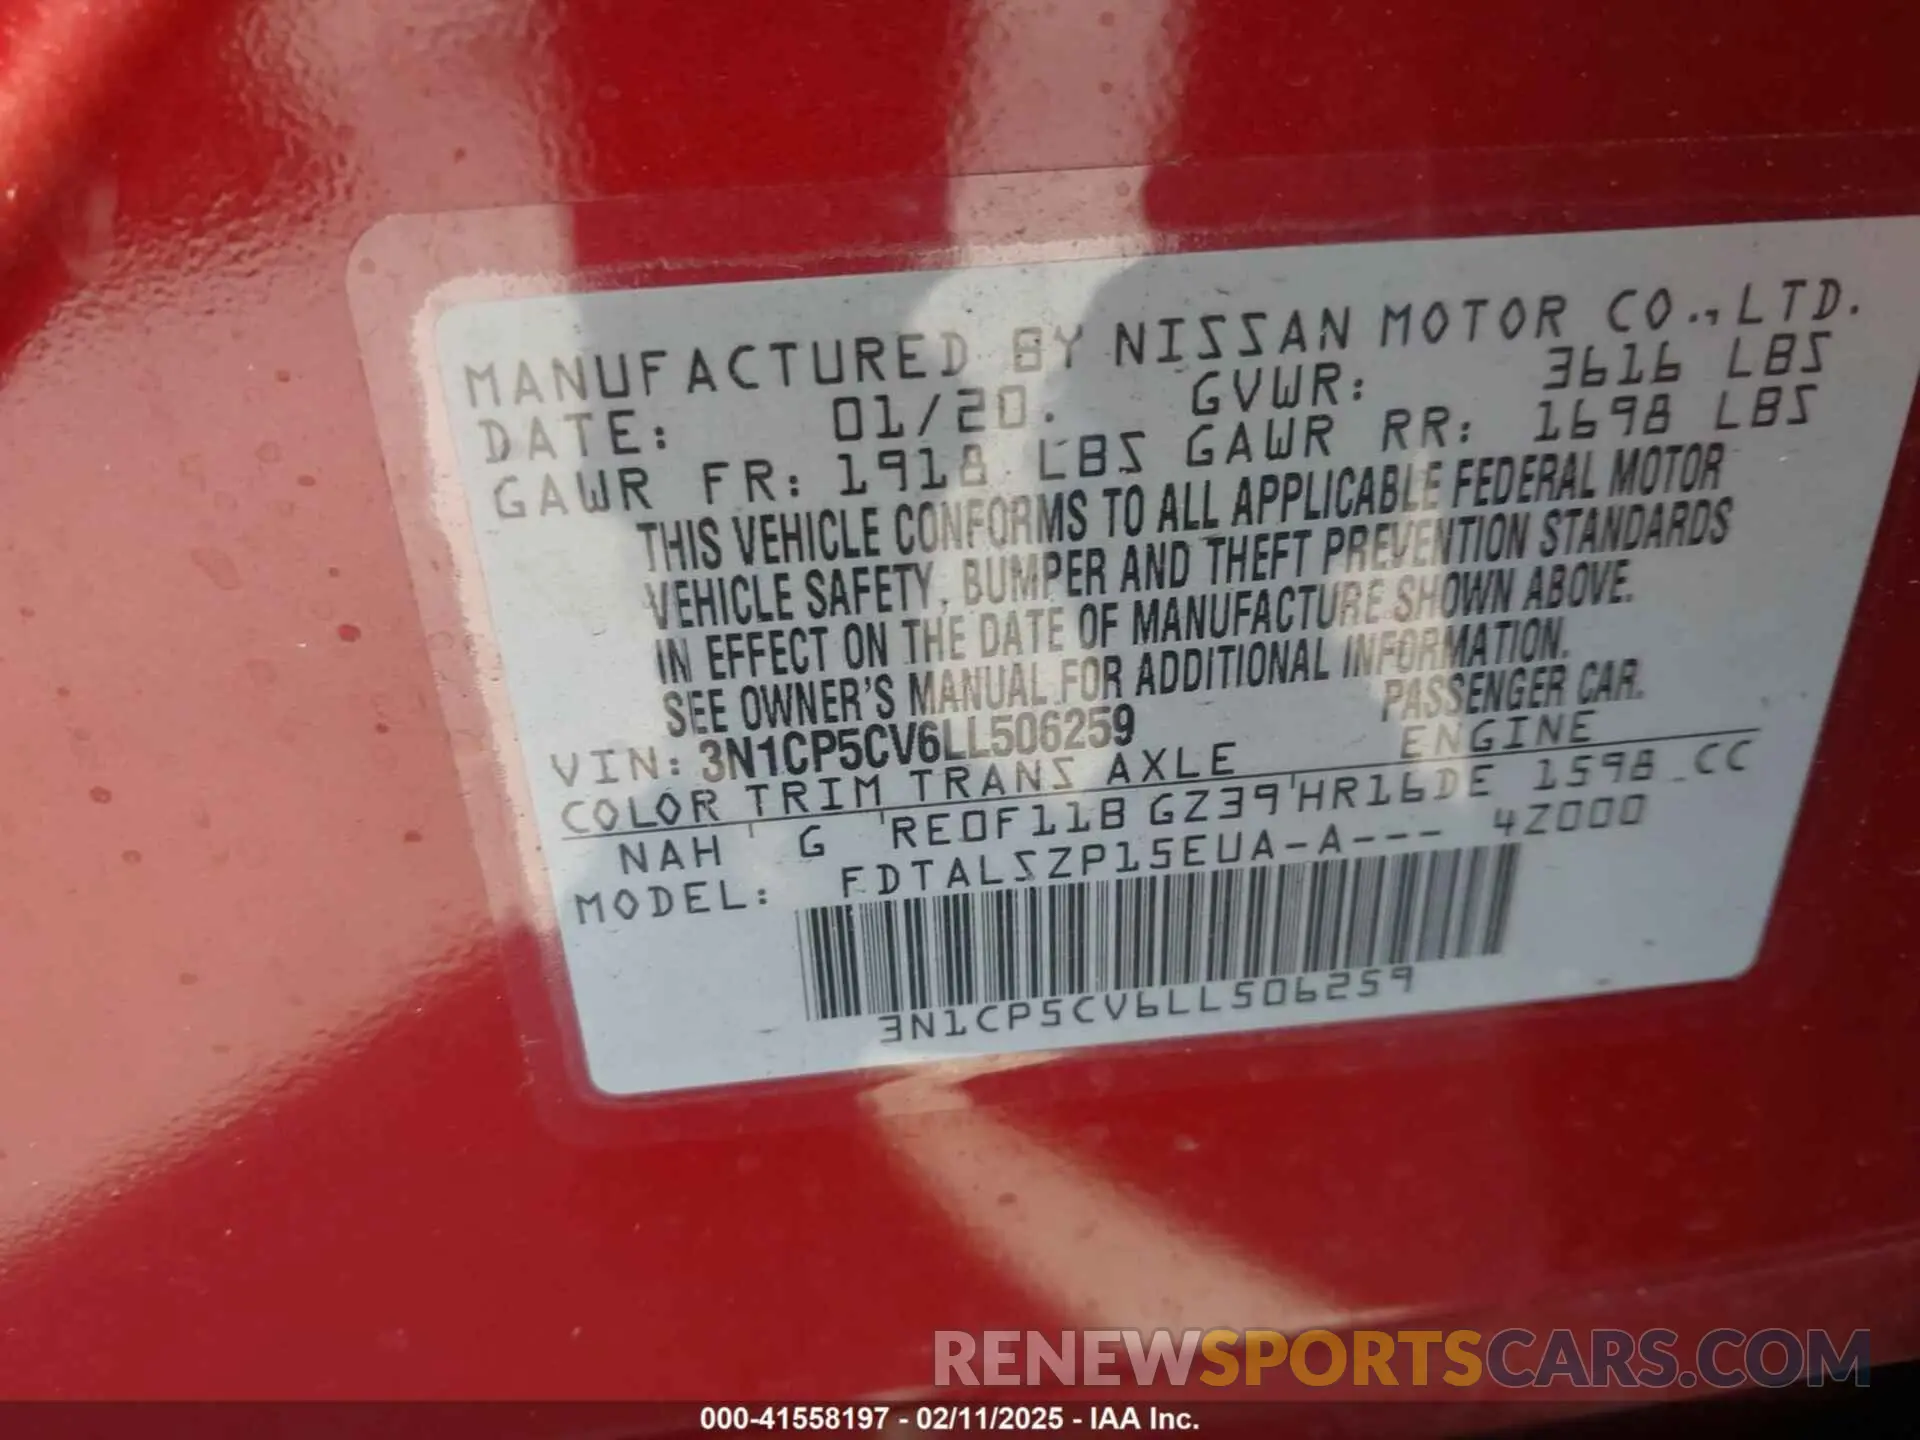 MANUFACTURED BY NISSAN MOTOR CO.,LTD.
DATE: 01/20. GVWR: 3616 LBS
GAWR FR: 1918 LBS GAWR RR: 1698 LBS
THIS VEHICLE CONFORMS TO ALL APPLICABLE FEDERAL MOTOR
VEHICLE SAFETY, BUMPER AND THEFT PREVENTION STANDARDS
IN EFFECT ON THE DATE OF MANUFACTURE SHOWN ABOVE.
SEE OWNER'S MANUAL FOR ADDITIONAL INFORMATION.
VIN: 3N1CP5CV6LL506259 PASSENGER CAR.
COLOR TRIM TRANS AXLE ENGINE
NAH G RE0F11B GZ39 HR16DE 1598 CC
MODEL: FDTALSZP15EUA-A--- 4Z000
3N1CP5CV6LL506259
RENEWSPORTSCARS.COM
000-41558197 - 02/11/2025 - IAA Inc.